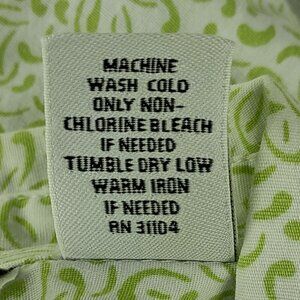 MACHINE
WASH COLD
ONLY NON-
CHLORINE BLEACH
IF NEEDED
TUMBLE DRY LOW
WARM IRON
IF NEEDED
RN 31104